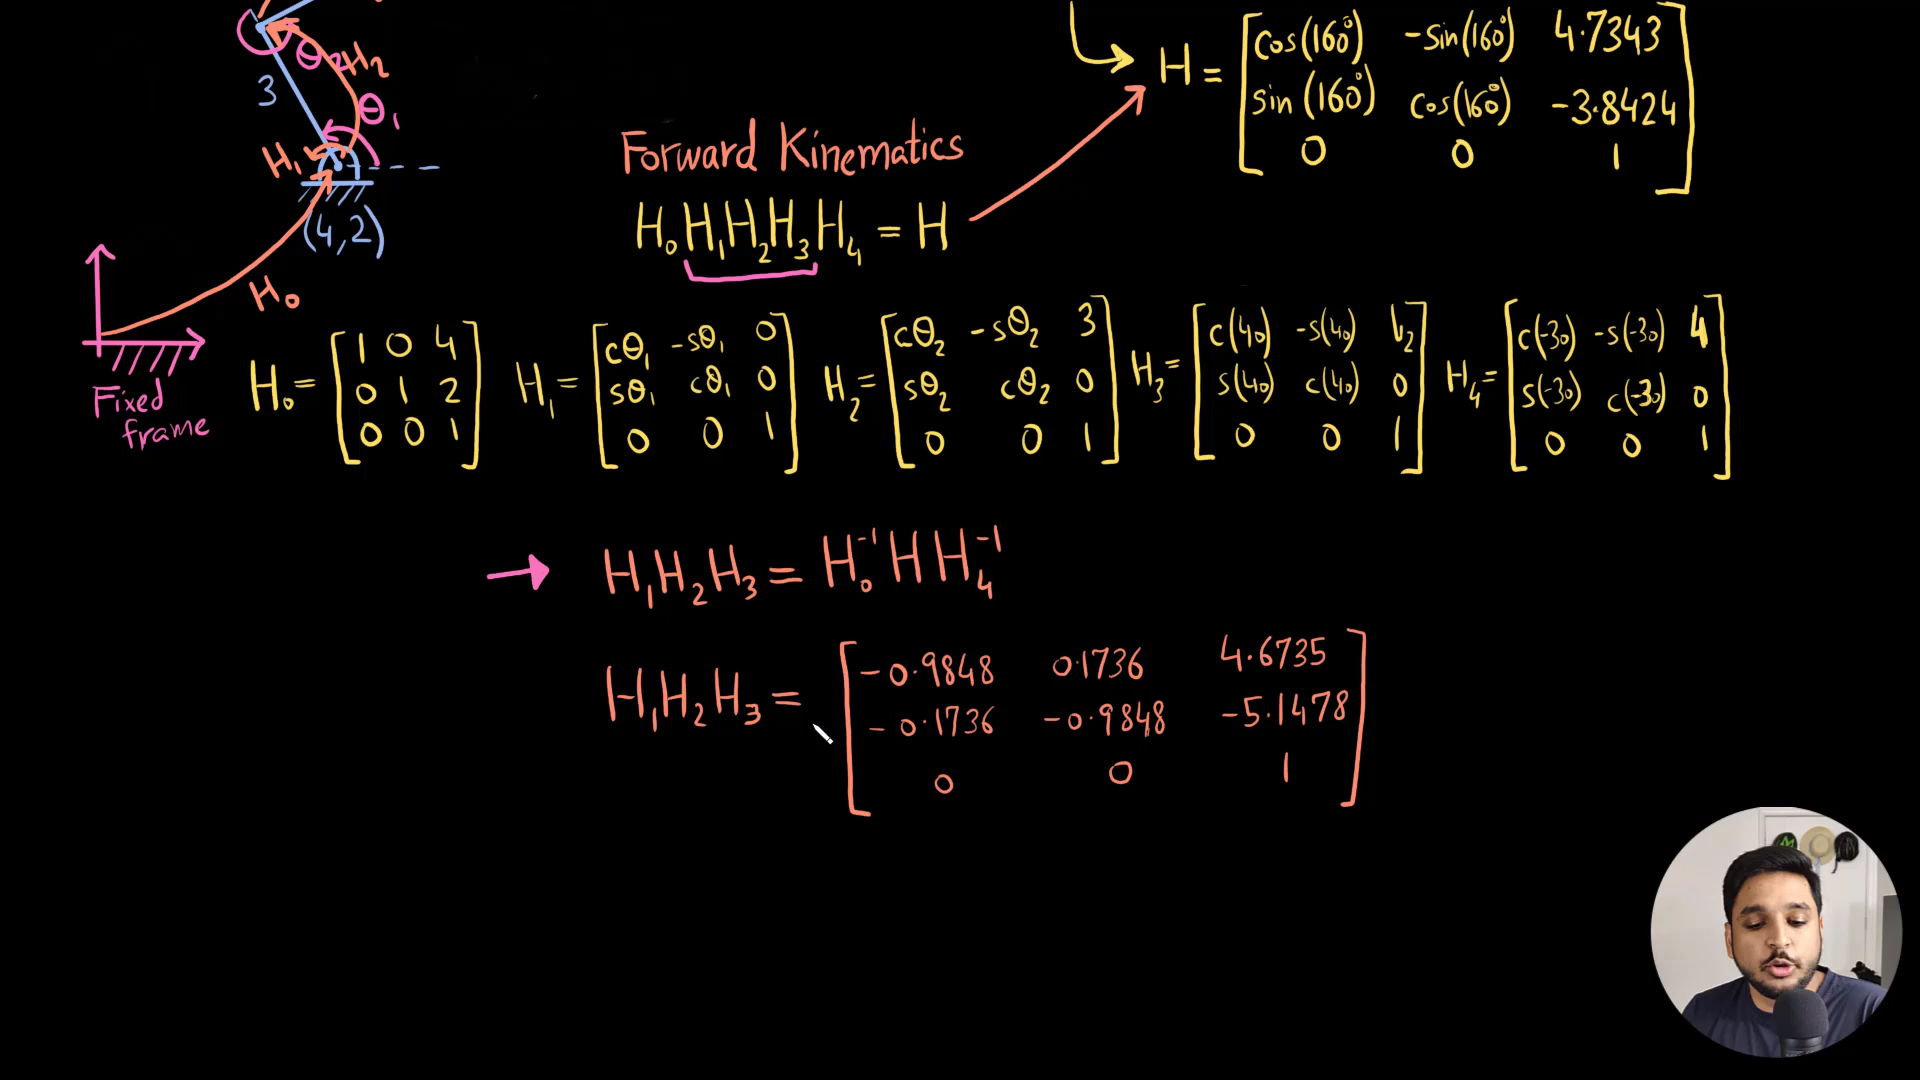 H = [cos(160°) -sin(160°) 4.7343
sin(160°) cos(160°) -3.8424
0 0 1]
θ₂ H₂
3
θ₁
H₁
Forward Kinematics
H₀H₁H₂H₃H₄ = H
(4,2)
H₀
Fixed
frame
H₀ = [1 0 4
0 1 2
0 0 1]
H₁ = [cθ₁ -sθ₁ 0
sθ₁ cθ₁ 0
0 0 1]
H₂ = [cθ₂ -sθ₂ 3
sθ₂ cθ₂ 0
0 0 1]
H₃ = [c(40) -s(40) l₂
s(40) c(40) 0
0 0 1]
H₄ = [c(-30) -s(-30) 4
s(-30) c(-30) 0
0 0 1]
→ H₁H₂H₃ = H₀⁻¹ H H₄⁻¹
H₁H₂H₃ = [-0.9848 0.1736 4.6735
-0.1736 -0.9848 -5.1478
0 0 1]